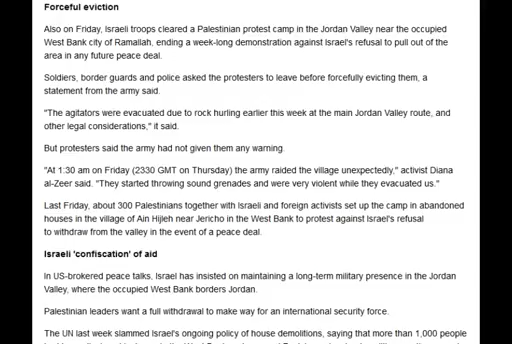 Forceful eviction
Also on Friday, Israeli troops cleared a Palestinian protest camp in the Jordan Valley near the occupied
West Bank city of Ramallah, ending a week-long demonstration against Israel's refusal to pull out of the
area in any future peace deal.
Soldiers, border guards and police asked the protesters to leave before forcefully evicting them, a
statement from the army said.
"The agitators were evacuated due to rock hurling earlier this week at the main Jordan Valley route, and
other legal considerations," it said.
But protesters said the army had not given them any warning.
"At 1:30 am on Friday (2330 GMT on Thursday) the army raided the village unexpectedly," activist Diana
al-Zeer said. "They started throwing sound grenades and were very violent while they evacuated us."
Last Friday, about 300 Palestinians together with Israeli and foreign activists set up the camp in abandoned
houses in the village of Ain Hijleh near Jericho in the West Bank to protest against Israel's refusal
to withdraw from the valley in the event of a peace deal.
Israeli 'confiscation' of aid
In US-brokered peace talks, Israel has insisted on maintaining a long-term military presence in the Jordan
Valley, where the occupied West Bank borders Jordan.
Palestinian leaders want a full withdrawal to make way for an international security force.
The UN last week slammed Israel's ongoing policy of house demolitions, saying that more than 1,000 people